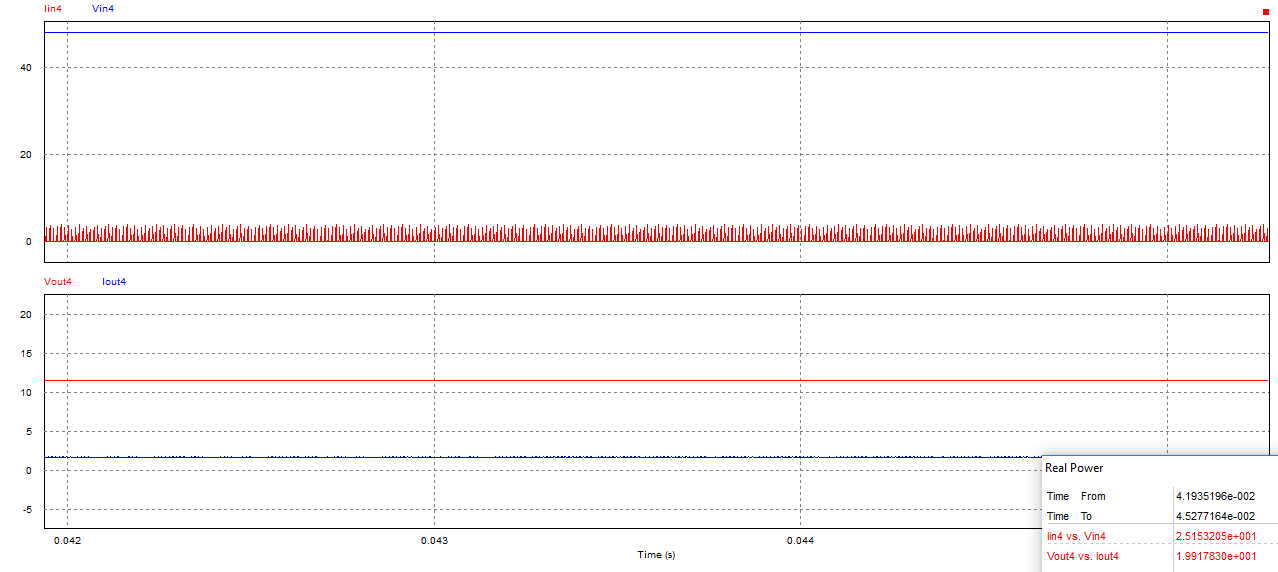 Iin4 Vin4
40
20
0
Vout4 Iout4
20
15
10
5
0
-5
0.042 0.043 0.044
Time (s)
Real Power
Time From 4.1935196e-002
Time To 4.5277164e-002
Iin4 vs. Vin4 2.5153205e+001
Vout4 vs. Iout4 1.9917830e+001